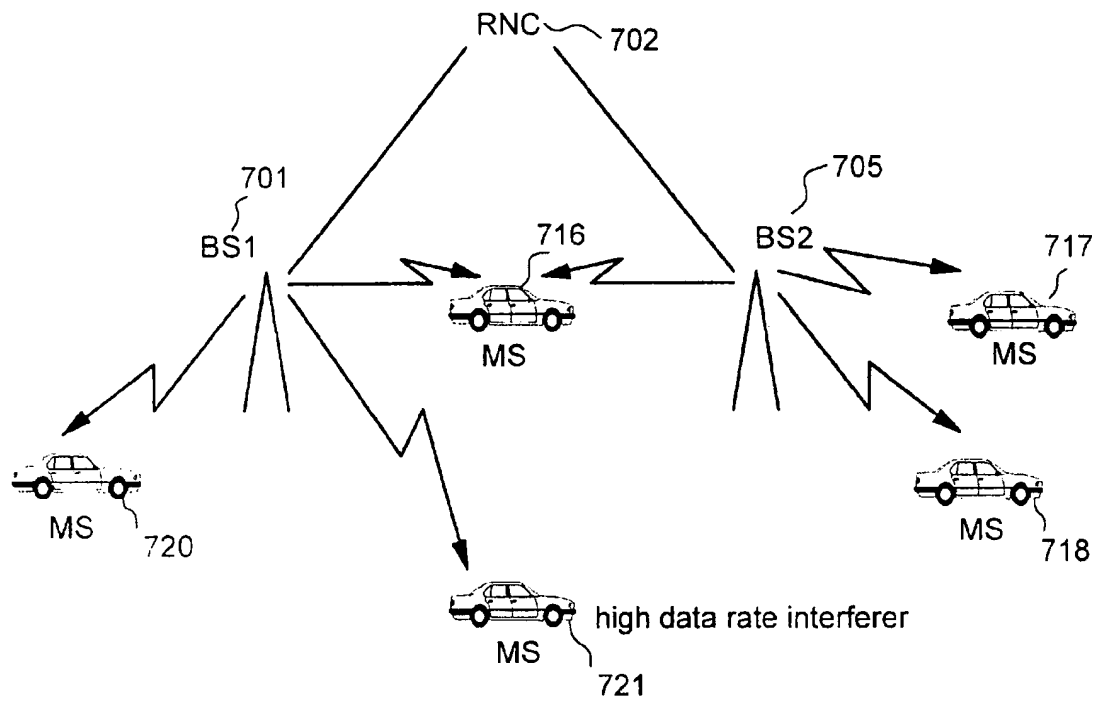 RNC 702
701
BS1
705
BS2
716
MS
717
MS
MS
720
MS
718
MS
high data rate interferer
721